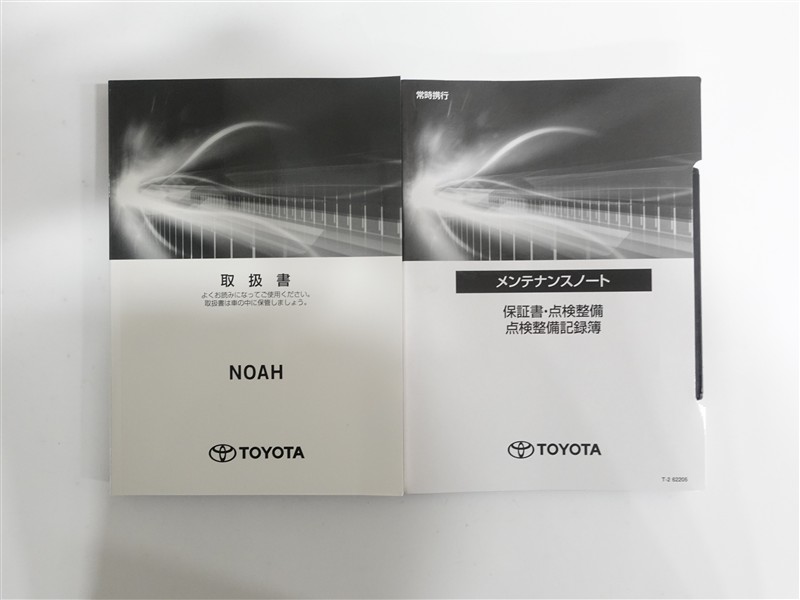 取扱書
よくお読みになってご使用ください。
取扱書は車の中に保管しましょう。
NOAH
TOYOTA
常時携行
メンテナンスノート
保証書・点検整備
点検整備記録簿
TOYOTA
T-2 62206